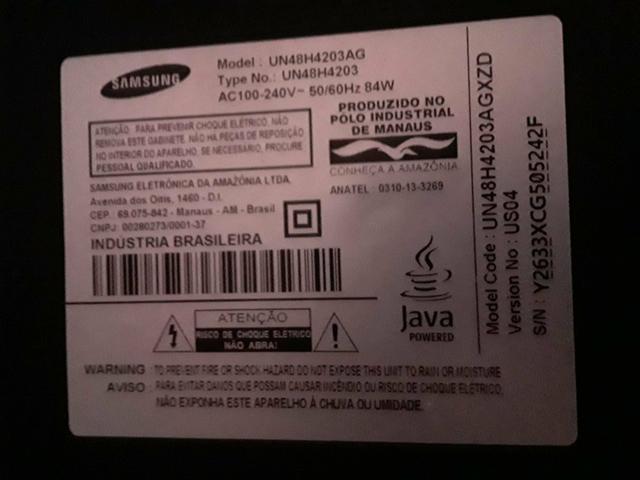 SAMSUNG
Model : UN48H4203AG
Type No.: UN48H4203
AC100-240V~ 50/60Hz 84W
ATENÇÃO: PARA PREVENIR CHOQUE ELÉTRICO, NÃO
REMOVA ESTE GABINETE. NÃO HÁ PEÇAS DE REPOSIÇÃO
NO INTERIOR DO APARELHO. SE NECESSÁRIO, PROCURE
PESSOAL QUALIFICADO.
PRODUZIDO NO
PÓLO INDUSTRIAL
DE MANAUS
CONHEÇA A AMAZÔNIA
SAMSUNG ELETRÔNICA DA AMAZÔNIA LTDA.
Avenida dos Oitis, 1460 - D.I.
CEP: 69.075-842 - Manaus - AM - Brasil
CNPJ: 00280273/0001-37
INDÚSTRIA BRASILEIRA
ANATEL : 0310-13-3269
Java
POWERED
ATENÇÃO
RISCO DE CHOQUE ELÉTRICO
NÃO ABRA!
WARNING : TO PREVENT FIRE OR SHOCK HAZARD DO NOT EXPOSE THIS UNIT TO RAIN OR MOISTURE
AVISO : PARA EVITAR DANOS QUE POSSAM CAUSAR INCÊNDIO OU RISCO DE CHOQUE ELÉTRICO,
NÃO EXPONHA ESTE APARELHO À CHUVA OU UMIDADE.
Model Code : UN48H4203AGXZD
Version No : US04
S/N : Y2633XCG505242F